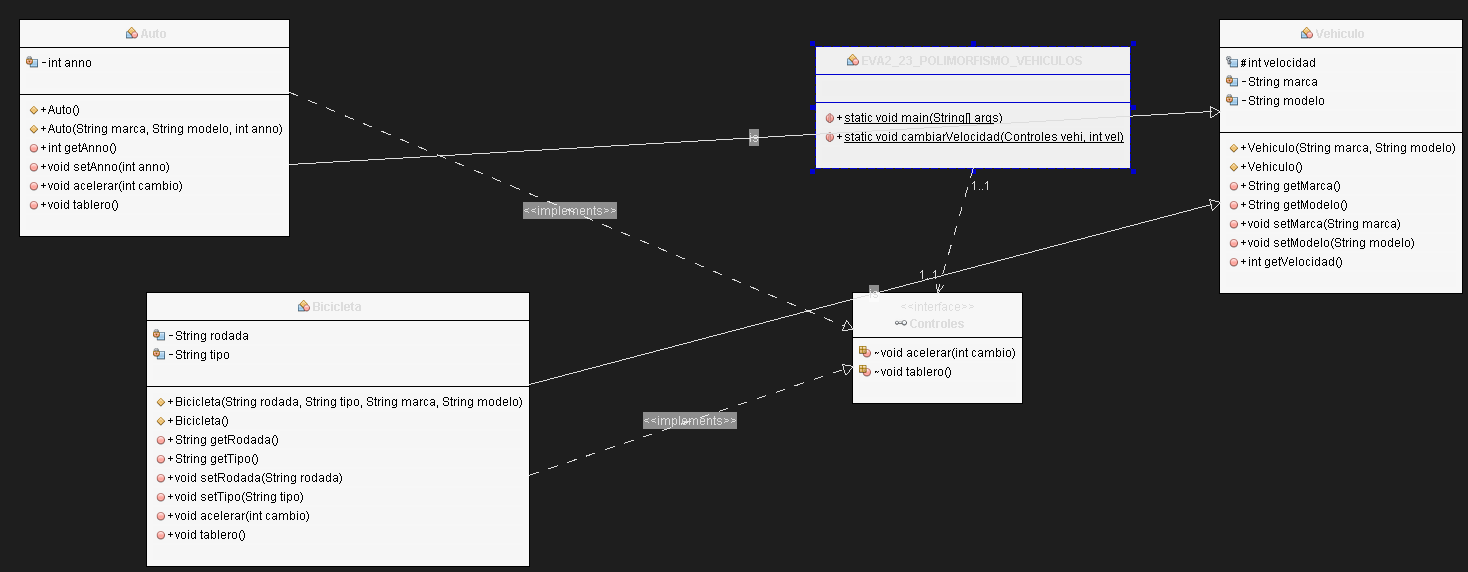 Auto
- int anno
+ Auto()
+ Auto(String marca, String modelo, int anno)
+ int getAnno()
+ void setAnno(int anno)
+ void acelerar(int cambio)
+ void tablero()
EVA2_23_POLIMORFISMO_VEHICULOS
+ static void main(String[] args)
+ static void cambiarVelocidad(Controles vehi, int vel)
Vehiculo
# int velocidad
- String marca
- String modelo
+ Vehiculo(String marca, String modelo)
+ Vehiculo()
+ String getMarca()
+ String getModelo()
+ void setMarca(String marca)
+ void setModelo(String modelo)
+ int getVelocidad()
is
1..1
<<implements>>
1..1
is
Bicicleta
- String rodada
- String tipo
+ Bicicleta(String rodada, String tipo, String marca, String modelo)
+ Bicicleta()
+ String getRodada()
+ String getTipo()
+ void setRodada(String rodada)
+ void setTipo(String tipo)
+ void acelerar(int cambio)
+ void tablero()
<<interface>>
Controles
~ void acelerar(int cambio)
~ void tablero()
<<implements>>